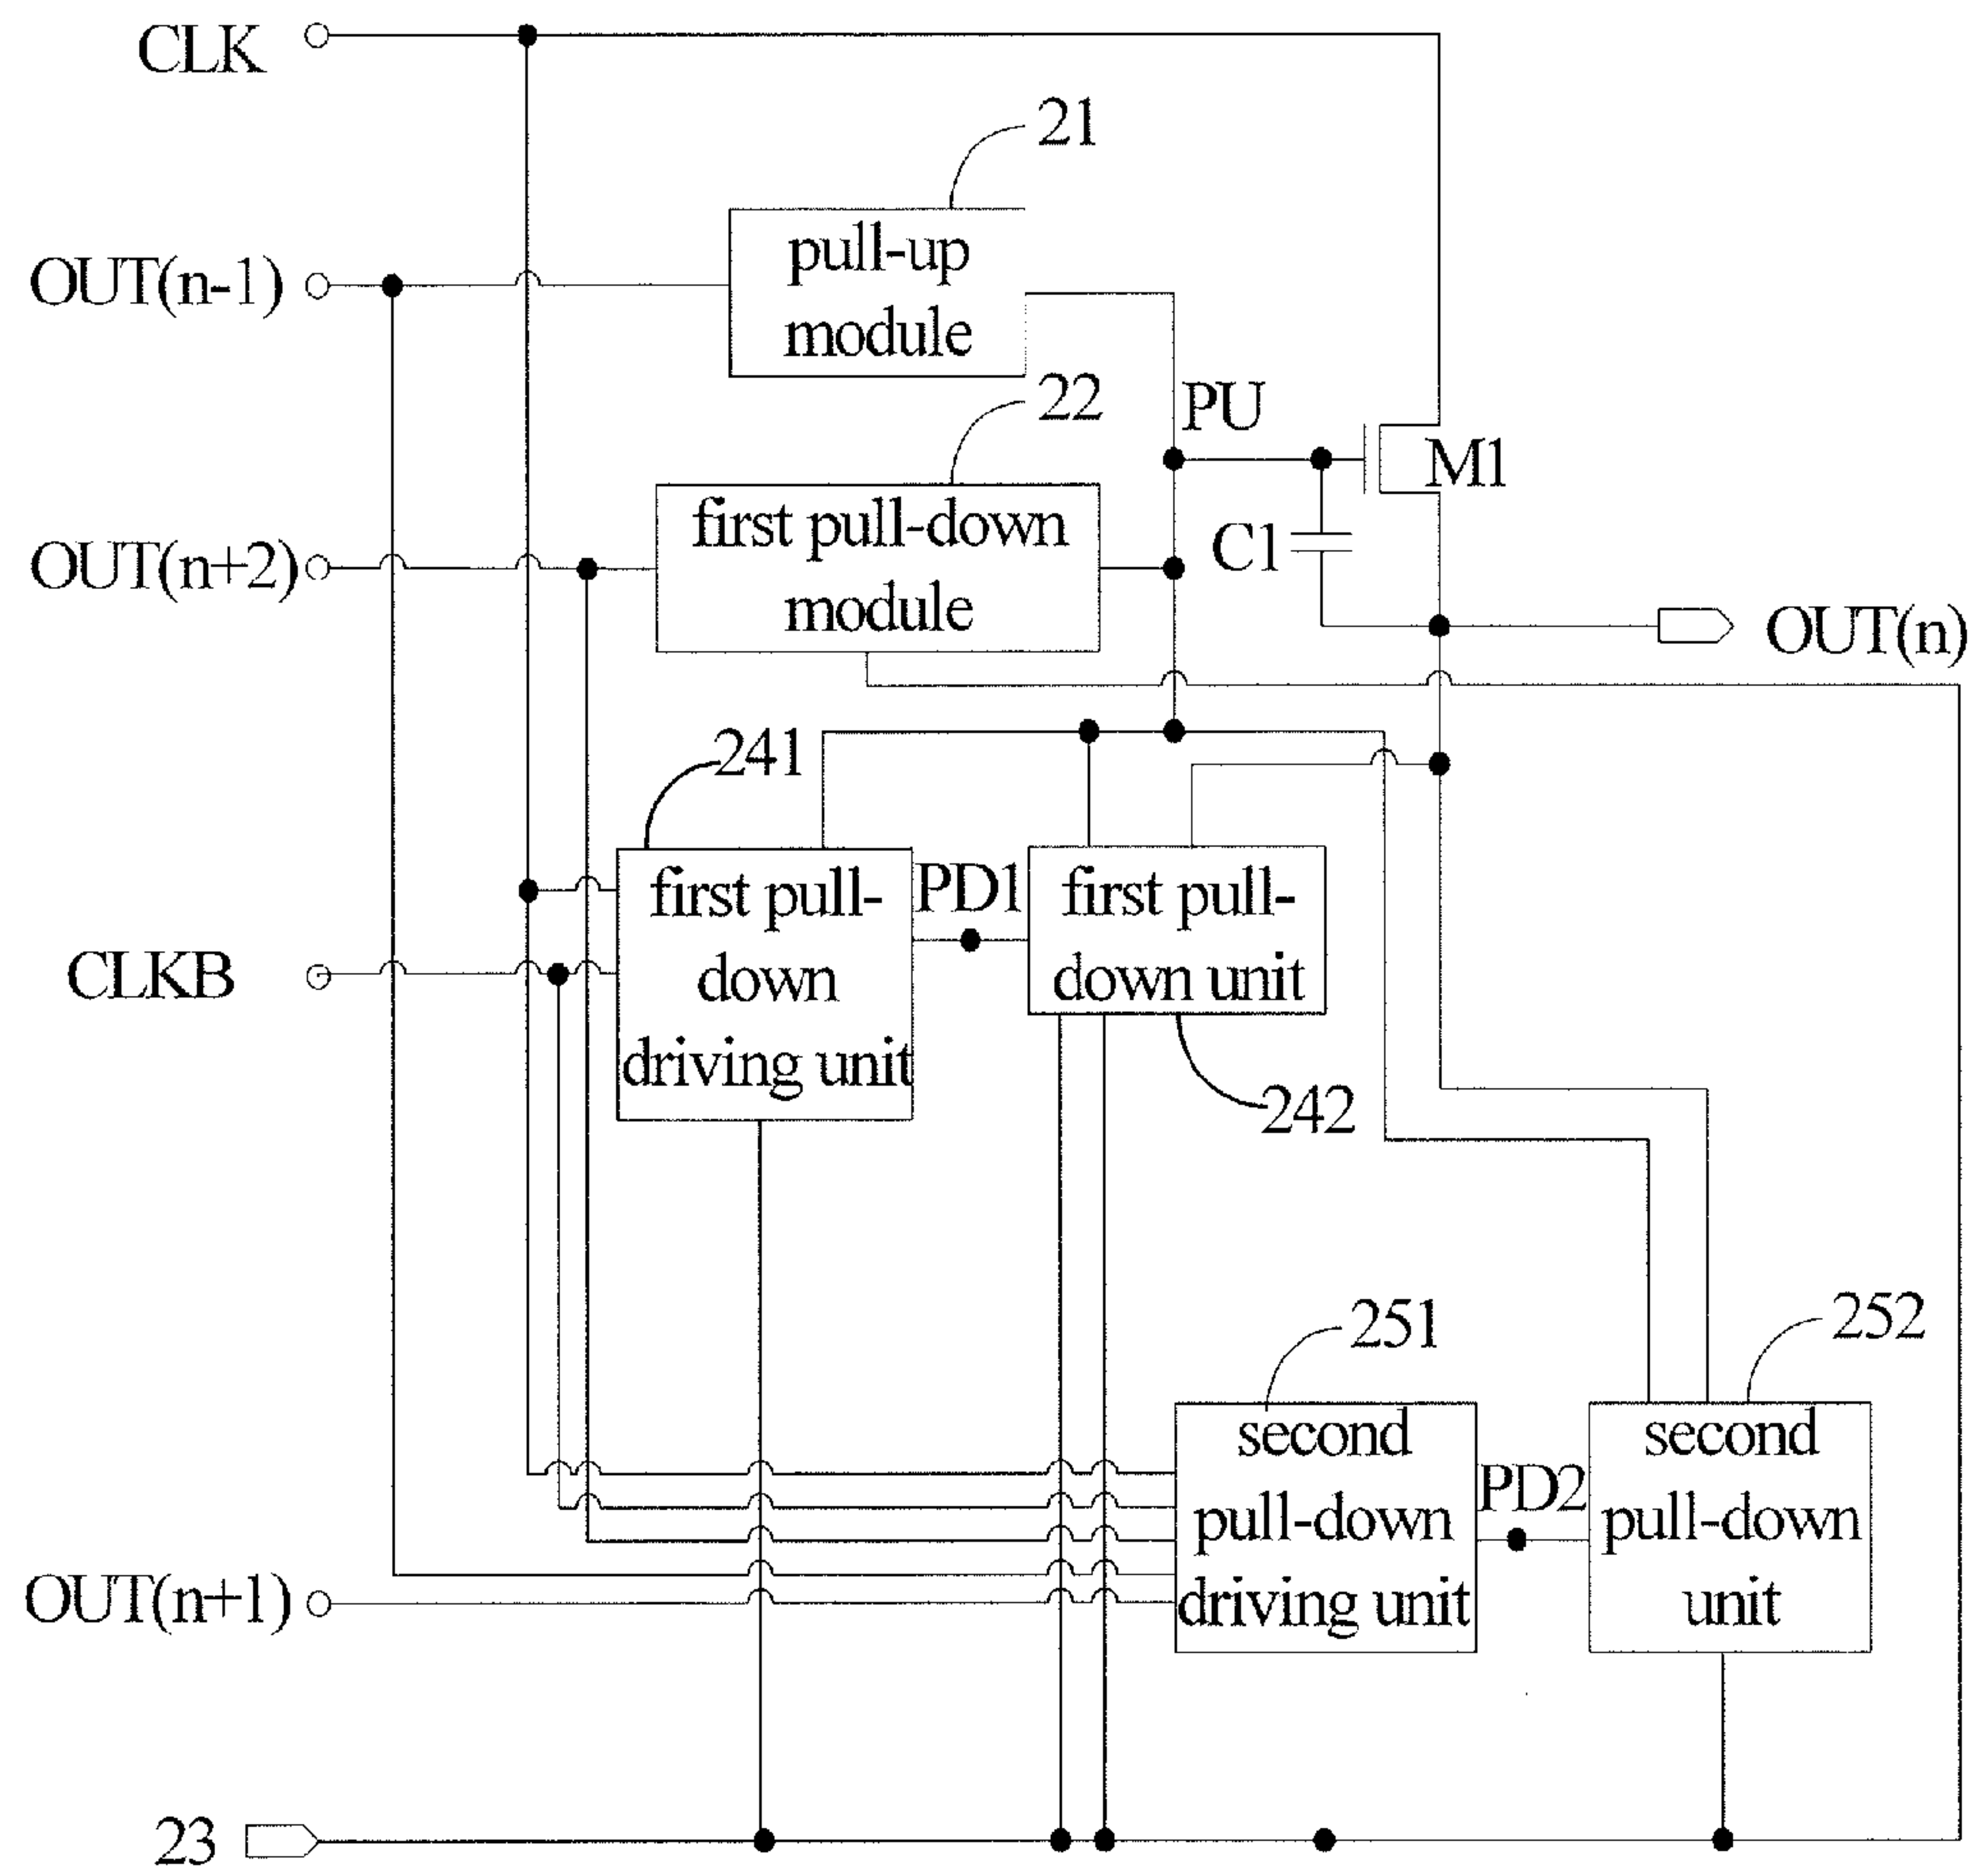 CLK
21
pull-up
module
OUT(n-1)
22
PU
M1
first pull-down
module
C1
OUT(n+2)
OUT(n)
241
first pull-
down
driving unit
PD1
first pull-
down unit
CLKB
242
251
252
second
pull-down
driving unit
PD2
second
pull-down
unit
OUT(n+1)
23